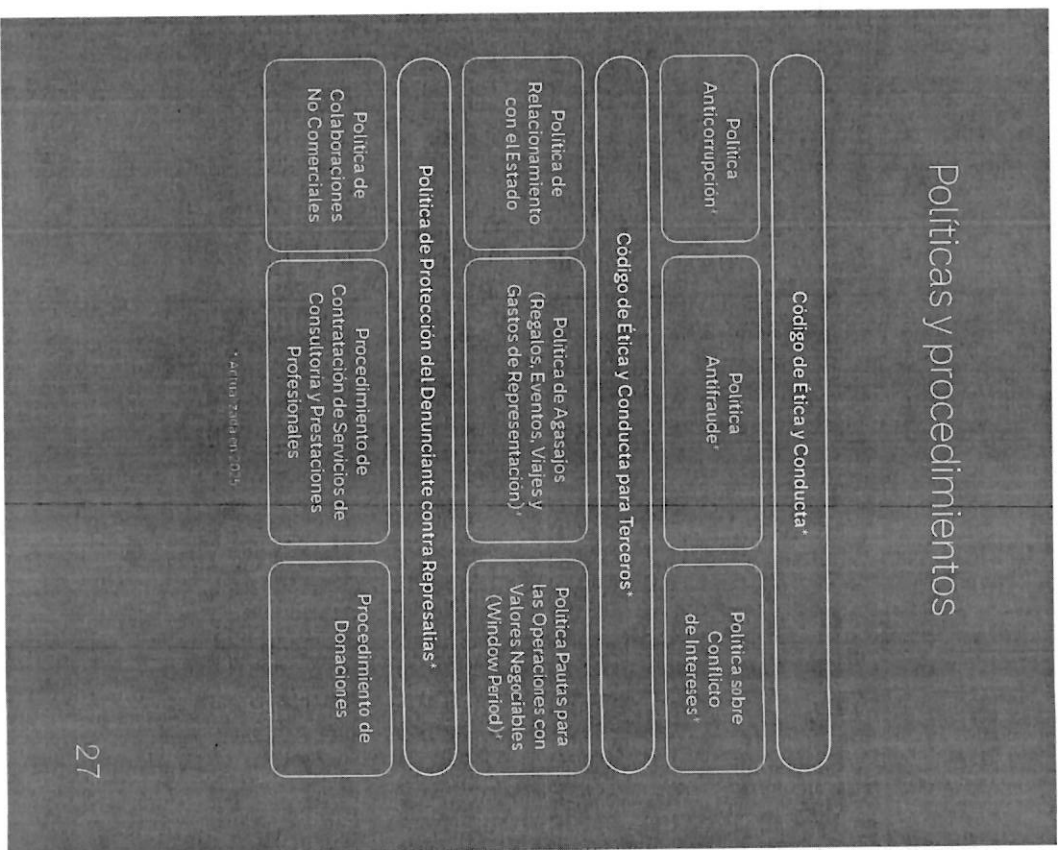 Políticas y procedimientos
Código de Ética y Conducta*
Política
Anticorrupción*
Política
Antifraude*
Política sobre
Conflicto
de Intereses*
Código de Ética y Conducta para Terceros*
Política de
Relacionamiento
con el Estado
Política de Agasajos
(Regalos, Eventos, Viajes y
Gastos de Representación)*
Política Pautas para
las Operaciones con
Valores Negociables
(Window Period)*
Política de Protección del Denunciante contra Represalias*
Política de
Colaboraciones
No Comerciales
Procedimiento de
Contratación de Servicios de
Consultoría y Prestaciones
Profesionales
Procedimiento de
Donaciones
* Actualizada en 2025
27